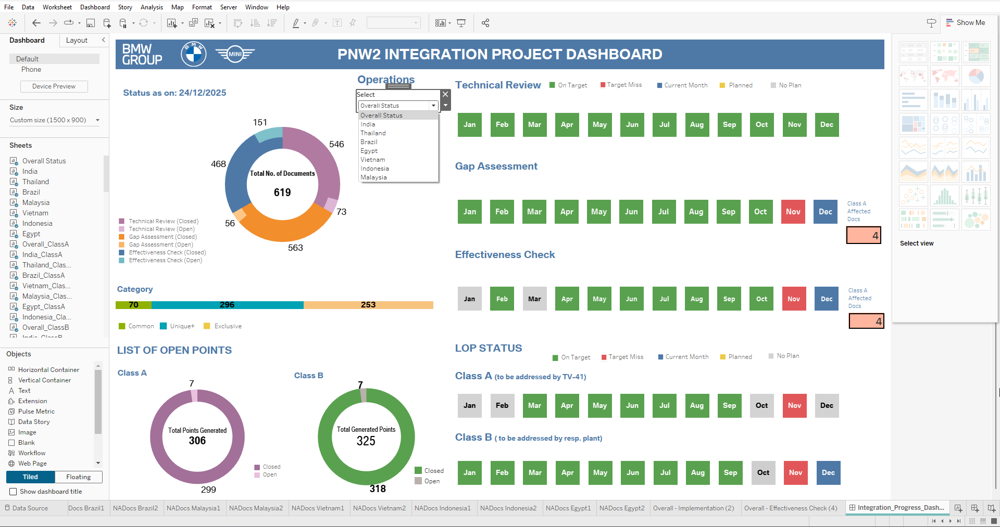 File Data Worksheet Dashboard Story Analysis Map Format Server Window Help
Show Me
Dashboard Layout
Default
Phone
Device Preview
Size
Custom size (1500 x 900)
Sheets
Overall Status
India
Thailand
Brazil
Malaysia
Vietnam
Indonesia
Egypt
Overall_ClassA
India_ClassA
Thailand_Clas...
Brazil_ClassA
Vietnam_Clas...
Malaysia_Clas...
Egypt_ClassA
Indonesia_Cla...
Overall_ClassB
India_ClassB
Objects
Horizontal Container
Vertical Container
Text
Extension
Pulse Metric
Data Story
Image
Blank
Workflow
Web Page
Tiled Floating
Show dashboard title
BMW
GROUP
BMW
MINI
PNW2 INTEGRATION PROJECT DASHBOARD
Status as on: 24/12/2025
Operations
Select
Overall Status
Overall Status
India
Thailand
Brazil
Egypt
Vietnam
Indonesia
Malaysia
151
546
468
Total No. of Documents
619
73
56
563
Technical Review (Closed)
Technical Review (Open)
Gap Assessment (Closed)
Gap Assessment (Open)
Effectiveness Check (Closed)
Effectiveness Check (Open)
Category
70 296 253
Common Unique+ Exclusive
LIST OF OPEN POINTS
Class A
7
Total Points Generated
306
299
Closed
Open
Class B
7
Total Generated Points
325
318
Closed
Open
Technical Review On Target Target Miss Current Month Planned No Plan
Jan Feb Mar Apr May Jun Jul Aug Sep Oct Nov Dec
Gap Assessment
Jan Feb Mar Apr May Jun Jul Aug Sep Oct Nov Dec
Class A
Affected
Docs
4
Effectiveness Check
Jan Feb Mar Apr May Jun Jul Aug Sep Oct Nov Dec
Class A
Affected
Docs
4
LOP STATUS On Target Target Miss Current Month Planned No Plan
Class A (to be addressed by TV-41)
Jan Feb Mar Apr May Jun Jul Aug Sep Oct Nov Dec
Class B ( to be addressed by resp. plant)
Jan Feb Mar Apr May Jun Jul Aug Sep Oct Nov Dec
Select view
Data Source Docs Brazil1 NADocs Brazil2 NADocs Malaysia1 NADocs Malaysia2 NADocs Vietnam1 NADocs Vietnam2 NADocs Indonesia1 NADocs Indonesia2 NADocs Egypt1 NADocs Egypt2 Overall - Implementation (2) Overall - Effectiveness Check (4) Integration_Progress_Dash...